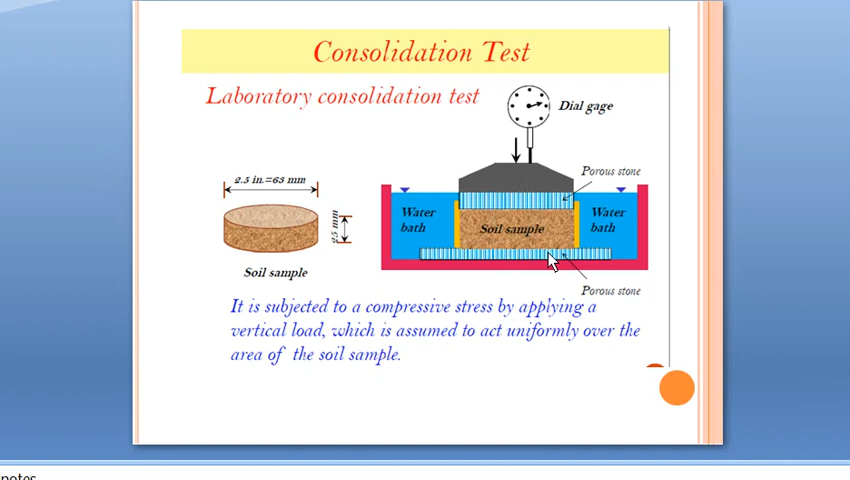 Consolidation Test
Laboratory consolidation test
Dial gage
2.5 in.=63 mm
25 mm
Soil sample
Porous stone
Water
bath
Soil sample
Water
bath
Porous stone
It is subjected to a compressive stress by applying a
vertical load, which is assumed to act uniformly over the
area of the soil sample.
notes